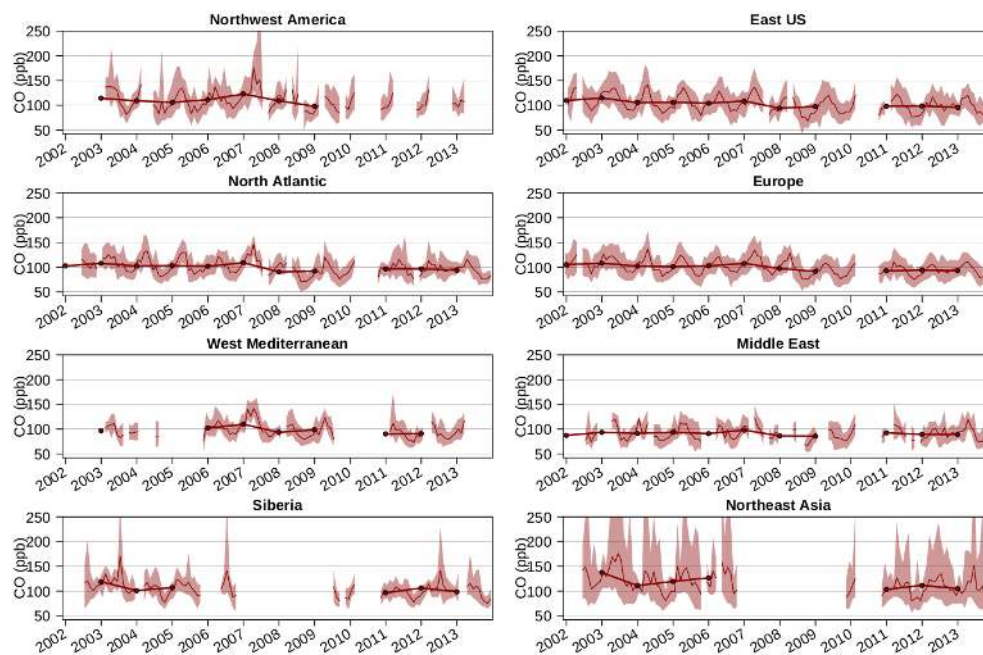 Northwest America
East US
CO (ppb)
250
200
150
100
50
2002 2003 2004 2005 2006 2007 2008 2009 2010 2011 2012 2013
250
200
150
100
50
CO (ppb)
2002 2003 2004 2005 2006 2007 2008 2009 2010 2011 2012 2013
North Atlantic
Europe
CO (ppb)
250
200
150
100
50
2002 2003 2004 2005 2006 2007 2008 2009 2010 2011 2012 2013
CO (ppb)
250
200
150
100
50
2002 2003 2004 2005 2006 2007 2008 2009 2010 2011 2012 2013
West Mediterranean
Middle East
CO (ppb)
250
200
150
100
50
2002 2003 2004 2005 2006 2007 2008 2009 2010 2011 2012 2013
CO (ppb)
250
200
150
100
50
2002 2003 2004 2005 2006 2007 2008 2009 2010 2011 2012 2013
Siberia
Northeast Asia
CO (ppb)
250
200
150
100
50
2002 2003 2004 2005 2006 2007 2008 2009 2010 2011 2012 2013
CO (ppb)
250
200
150
100
50
2002 2003 2004 2005 2006 2007 2008 2009 2010 2011 2012 2013